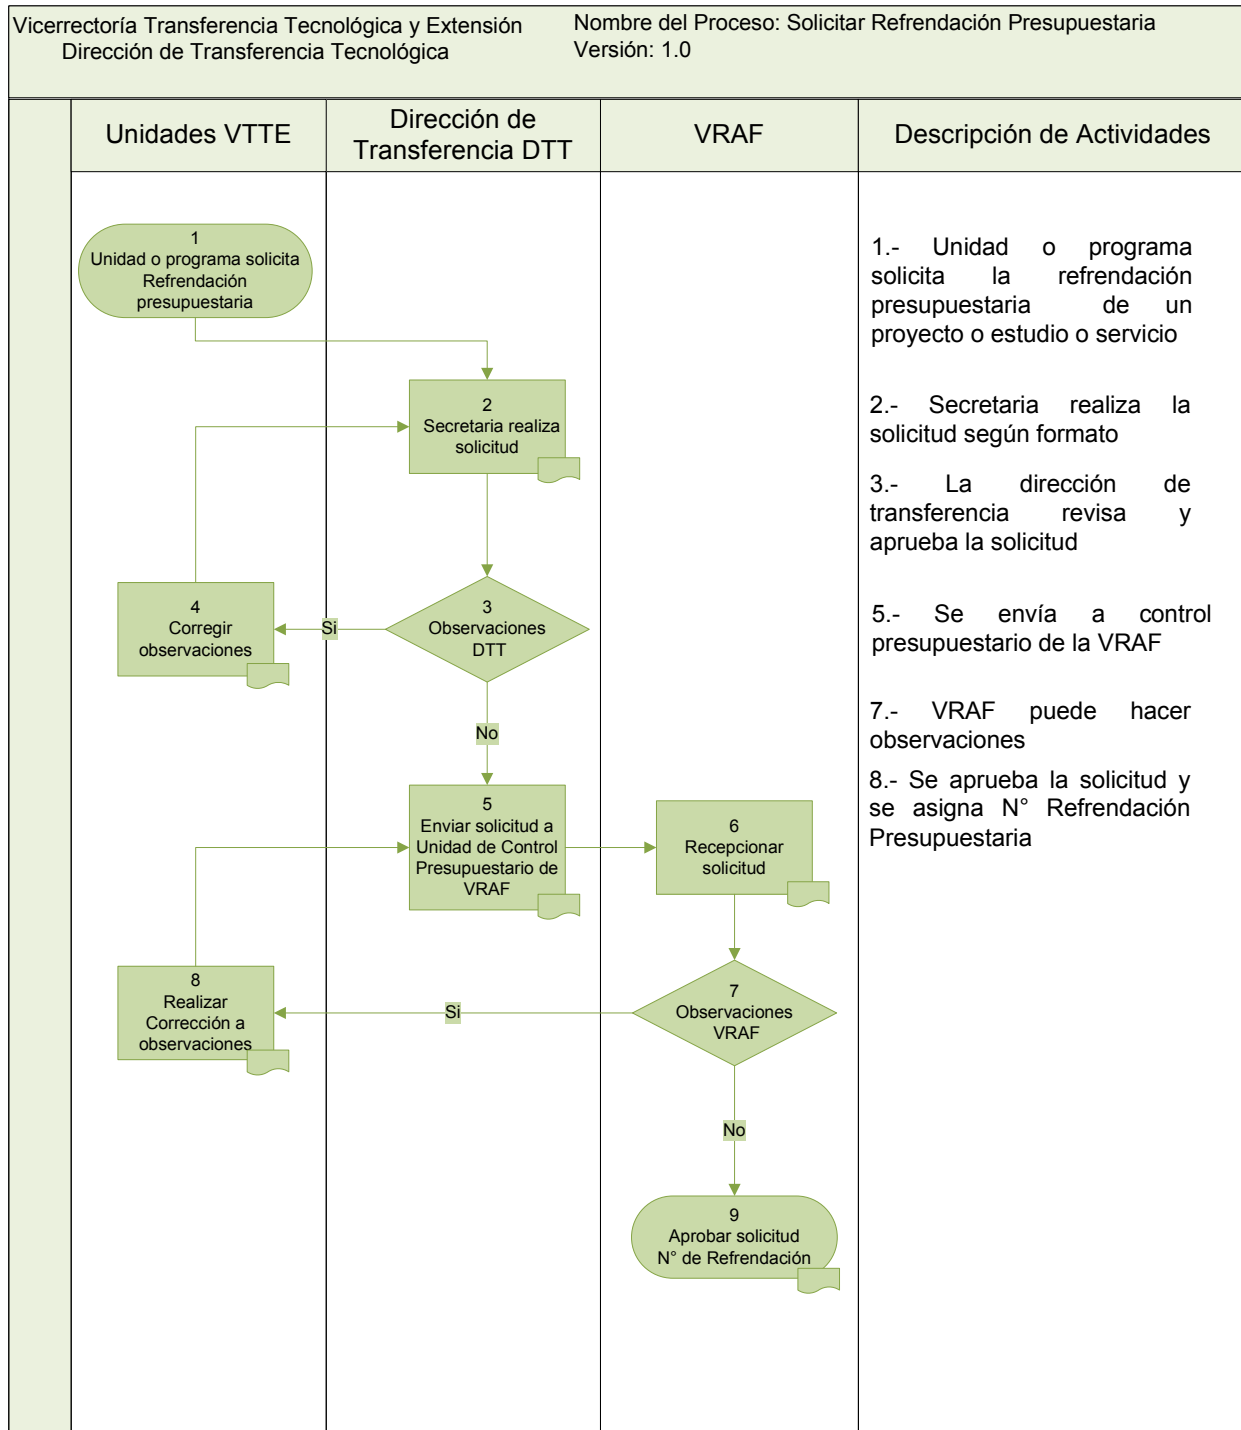 Vicerrectoría Transferencia Tecnológica y Extensión
Dirección de Transferencia Tecnológica
Nombre del Proceso: Solicitar Refrendación Presupuestaria
Versión: 1.0
Unidades VTTE
Dirección de
Transferencia DTT
VRAF
Descripción de Actividades
1
Unidad o programa solicita
Refrendación
presupuestaria
2
Secretaria realiza
solicitud
3
Observaciones
DTT
Si
4
Corregir
observaciones
No
5
Enviar solicitud a
Unidad de Control
Presupuestario de
VRAF
6
Recepcionar
solicitud
7
Observaciones
VRAF
Si
8
Realizar
Corrección a
observaciones
No
9
Aprobar solicitud
N° de Refrendación
1.- Unidad o programa
solicita la refrendación
presupuestaria de un
proyecto o estudio o servicio
2.- Secretaria realiza la
solicitud según formato
3.- La dirección de
transferencia revisa y
aprueba la solicitud
5.- Se envía a control
presupuestario de la VRAF
7.- VRAF puede hacer
observaciones
8.- Se aprueba la solicitud y
se asigna N° Refrendación
Presupuestaria